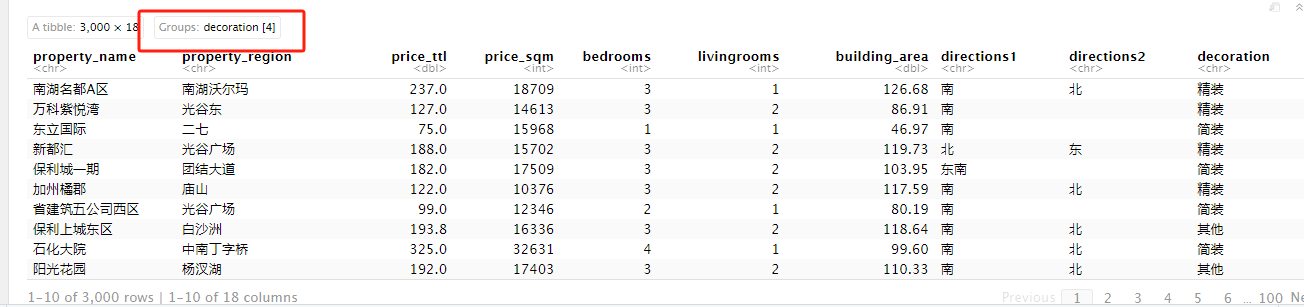 A tibble: 3,000 × 18 Groups: decoration [4]
property_name property_region price_ttl price_sqm bedrooms livingrooms building_area directions1 directions2 decoration
<chr> <chr> <dbl> <int> <int> <int> <dbl> <chr> <chr> <chr>
南湖名都A区 南湖沃尔玛 237.0 18709 3 1 126.68 南 北 精装
万科紫悦湾 光谷东 127.0 14613 3 2 86.91 南 精装
东立国际 二七 75.0 15968 1 1 46.97 南 简装
新都汇 光谷广场 188.0 15702 3 2 119.73 北 东 精装
保利城一期 团结大道 182.0 17509 3 2 103.95 东南 简装
加州橘郡 庙山 122.0 10376 3 2 117.59 南 北 精装
省建筑五公司西区 光谷广场 99.0 12346 2 1 80.19 南 简装
保利上城东区 白沙洲 193.8 16336 3 2 118.64 南 北 其他
石化大院 中南丁字桥 325.0 32631 4 1 99.60 南 北 简装
阳光花园 杨汊湖 192.0 17403 3 2 110.33 南 北 其他
1-10 of 3,000 rows | 1-10 of 18 columns Previous 1 2 3 4 5 6 ... 100 Ne